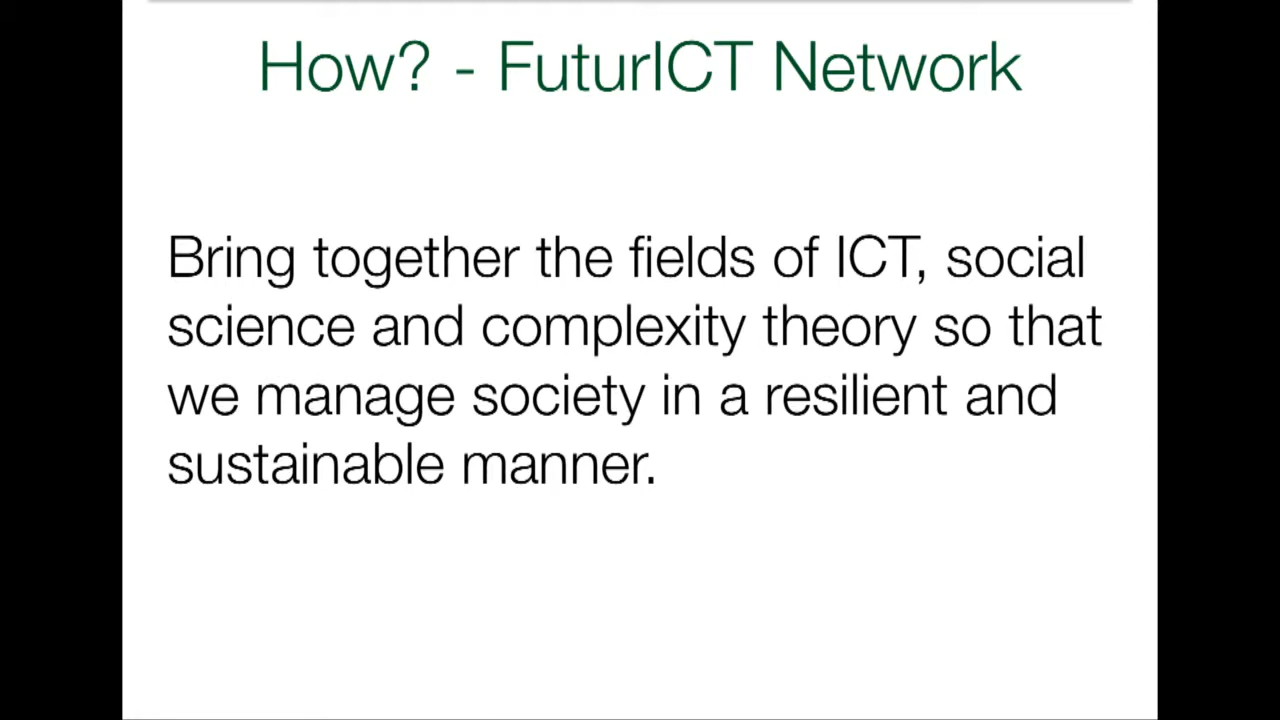 How? - FuturICT Network
Bring together the fields of ICT, social
science and complexity theory so that
we manage society in a resilient and
sustainable manner.